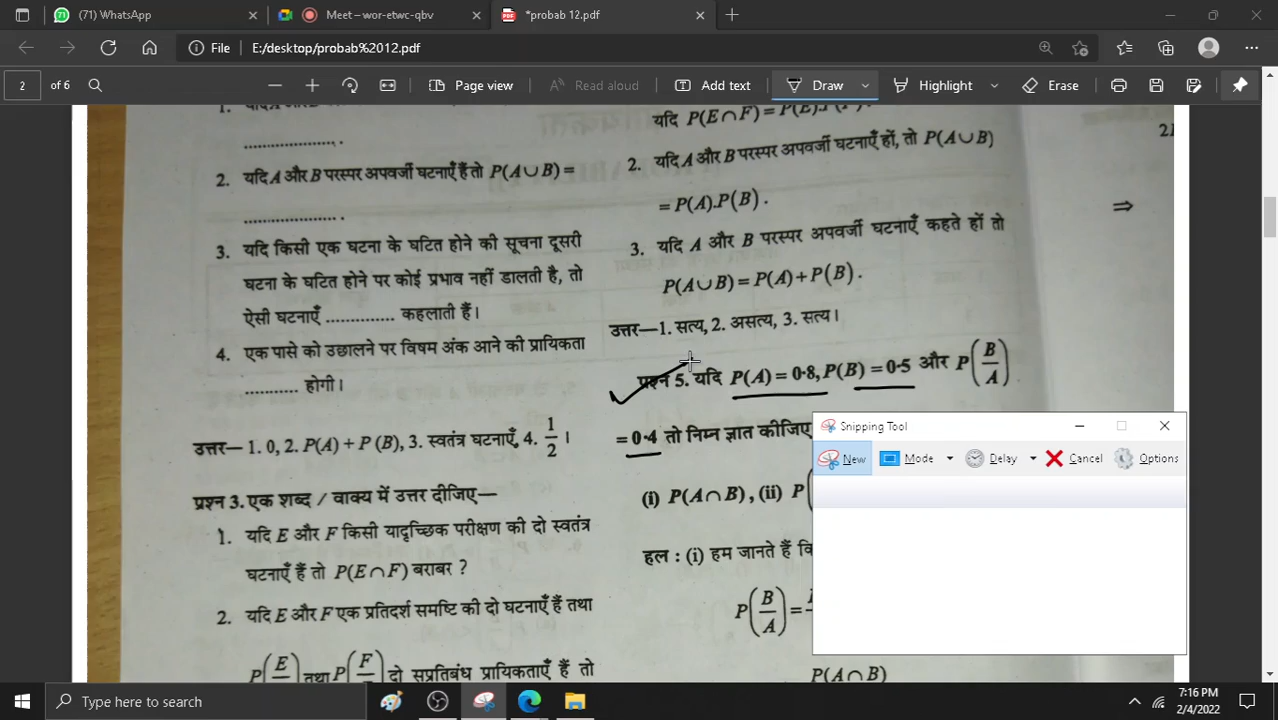 (71) WhatsApp
Meet – wor-etwc-qbv
*probab 12.pdf
File
E:/desktop/probab%2012.pdf
2
of 6
Page view
Read aloud
Add text
Draw
Highlight
Erase
1.
....................
2. यदि A और B परस्पर अपवर्जी घटनाएँ हैं तो P(A∪B) =
.................... .
3. यदि किसी एक घटना के घटित होने की सूचना दूसरी
घटना के घटित होने पर कोई प्रभाव नहीं डालती है, तो
ऐसी घटनाएँ .............. कहलाती हैं।
4. एक पासे को उछालने पर विषम अंक आने की प्रायिकता
........... होगी।
उत्तर— 1. 0, 2. P(A) + P (B), 3. स्वतंत्र घटनाएँ, 4. 1/2 ।
प्रश्न 3. एक शब्द / वाक्य में उत्तर दीजिए—
1. यदि E और F किसी यादृच्छिक परीक्षण की दो स्वतंत्र
घटनाएँ हैं तो P(E∩F) बराबर ?
2. यदि E और F एक प्रतिदर्श समष्टि की दो घटनाएँ हैं तथा
P(E/ तथा P(F/ दो सप्रतिबंध प्रायिकताएँ हैं तो
यदि P(E∩F) = P(E).
2. यदि A और B परस्पर अपवर्जी घटनाएँ हों, तो P(A∪B)
= P(A).P(B) .
3. यदि A और B परस्पर अपवर्जी घटनाएँ कहते हों तो
P(A∪B) = P(A) + P(B) .
उत्तर—1. सत्य, 2. असत्य, 3. सत्य।
प्रश्न 5. यदि P(A) = 0·8, P(B) = 0·5 और P(B/A)
= 0·4 तो निम्न ज्ञात कीजिए
(i) P(A∩B) , (ii) P(
हल : (i) हम जानते हैं
P(B/A) =
P(A∩B)
⇒
Snipping Tool
New
Mode
Delay
Cancel
Options
Type here to search
7:16 PM
2/4/2022